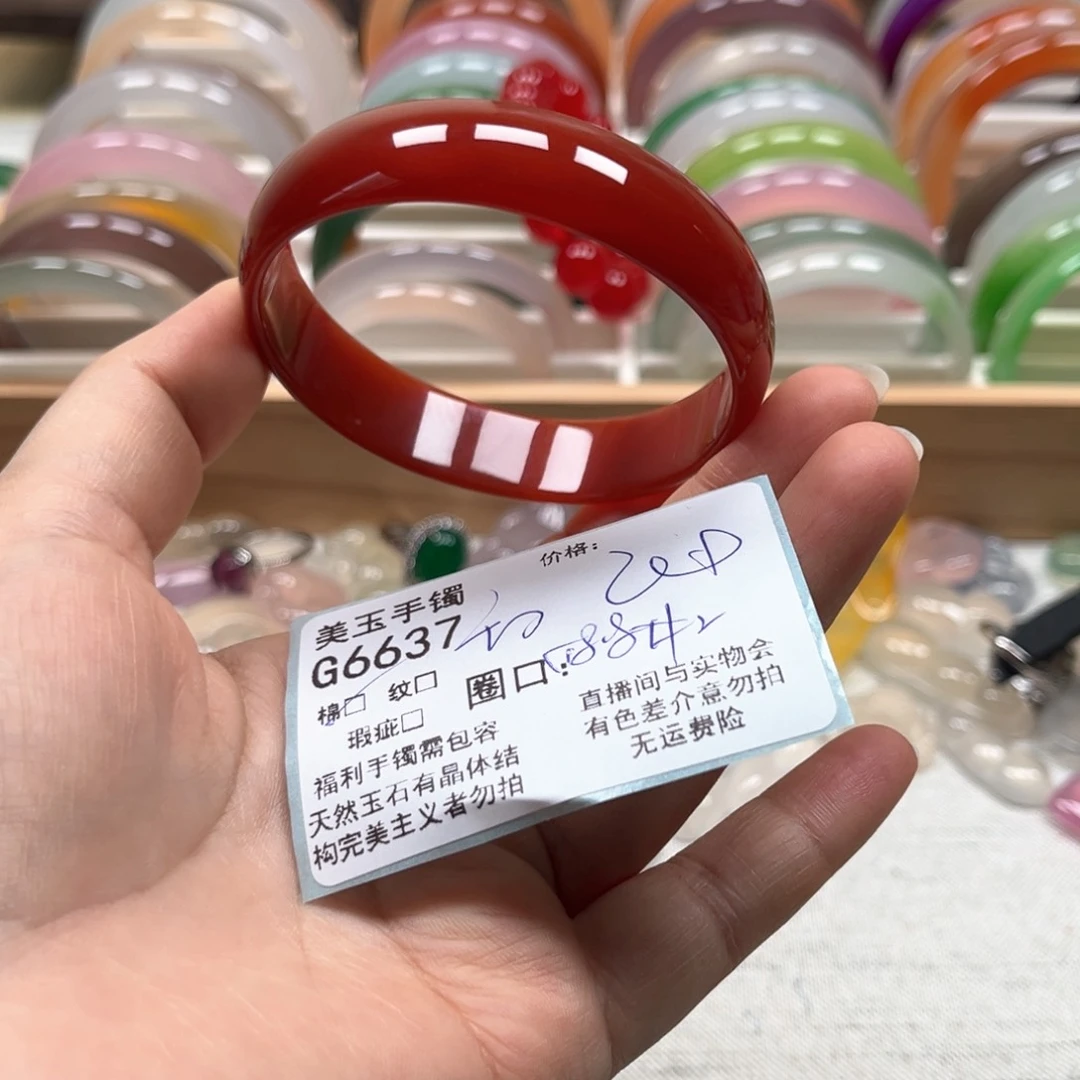 价格:
美玉手镯
G6637
棉□ 纹□ 圈口:
瑕疵□
福利手镯需包容
天然玉石有晶体结
构完美主义者勿拍
直播间与实物会
有色差介意勿拍
无运费险